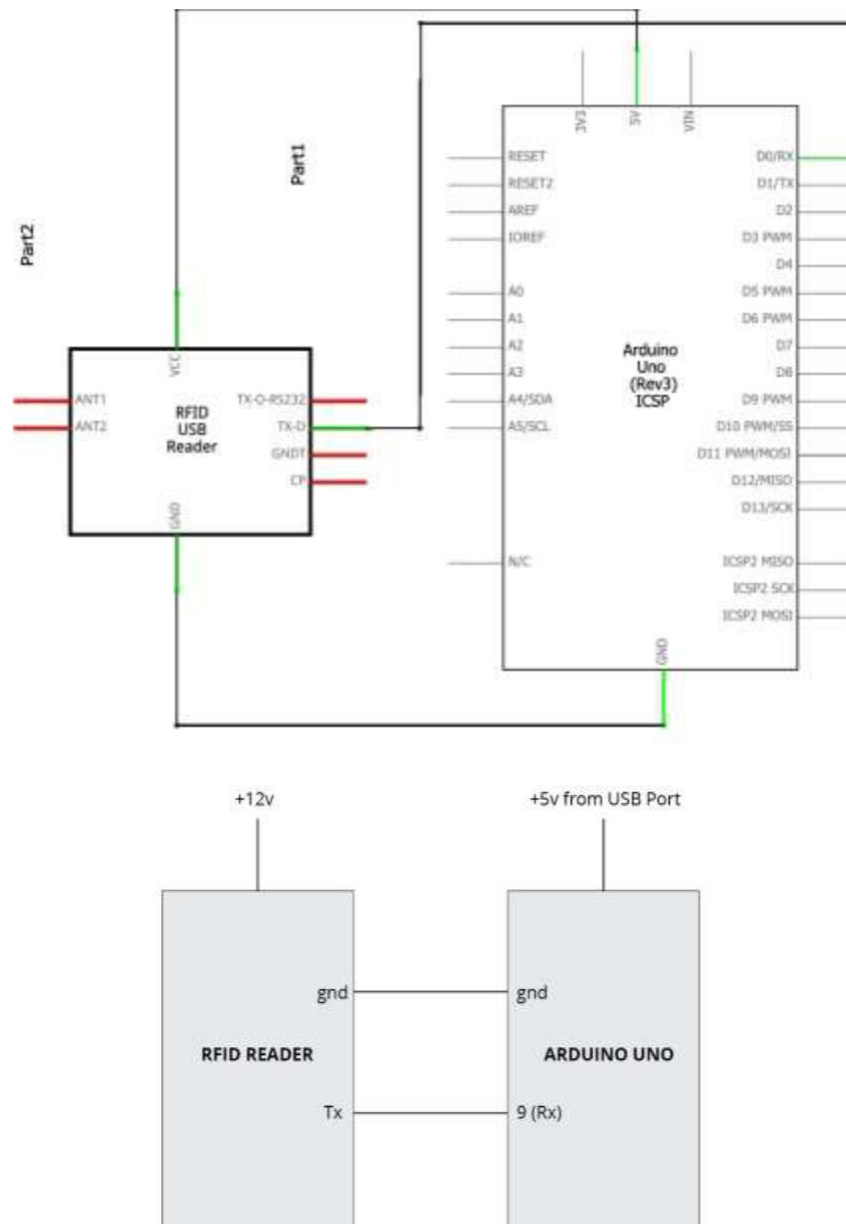 3V3
5V
VIN
Part1
Part2
RESET
RESET2
AREF
IOREF
A0
A1
A2
A3
A4/SDA
A5/SCL
N/C
Arduino
Uno
(Rev3)
ICSP
D0/RX
D1/TX
D2
D3 PWM
D4
D5 PWM
D6 PWM
D7
D8
D9 PWM
D10 PWM/SS
D11 PWM/MOSI
D12/MISO
D13/SCK
ICSP2 MISO
ICSP2 SCK
ICSP2 MOSI
GND
VCC
ANT1
ANT2
RFID
USB
Reader
TX-O-RS232
TX-D
GNDT
CP
GND
+12v
+5v from USB Port
gnd
gnd
RFID READER
ARDUINO UNO
Tx
9 (Rx)